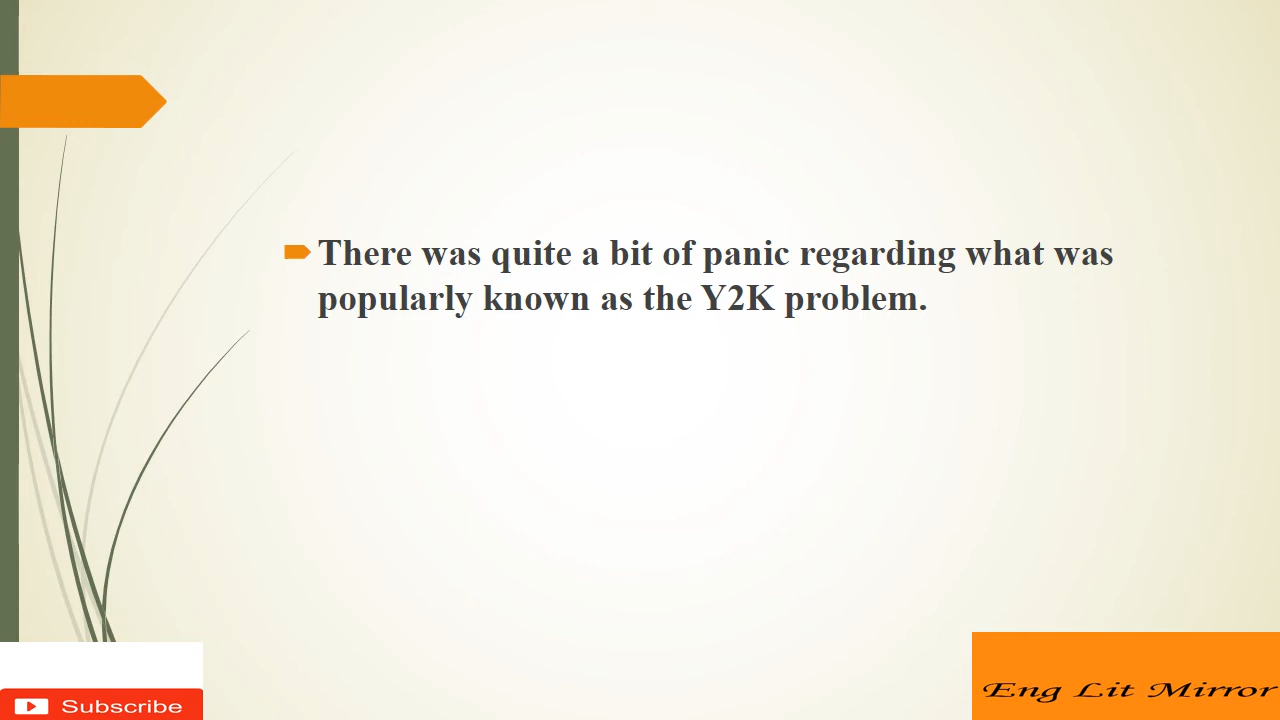 There was quite a bit of panic regarding what was
popularly known as the Y2K problem.
Subscribe
Eng Lit Mirror